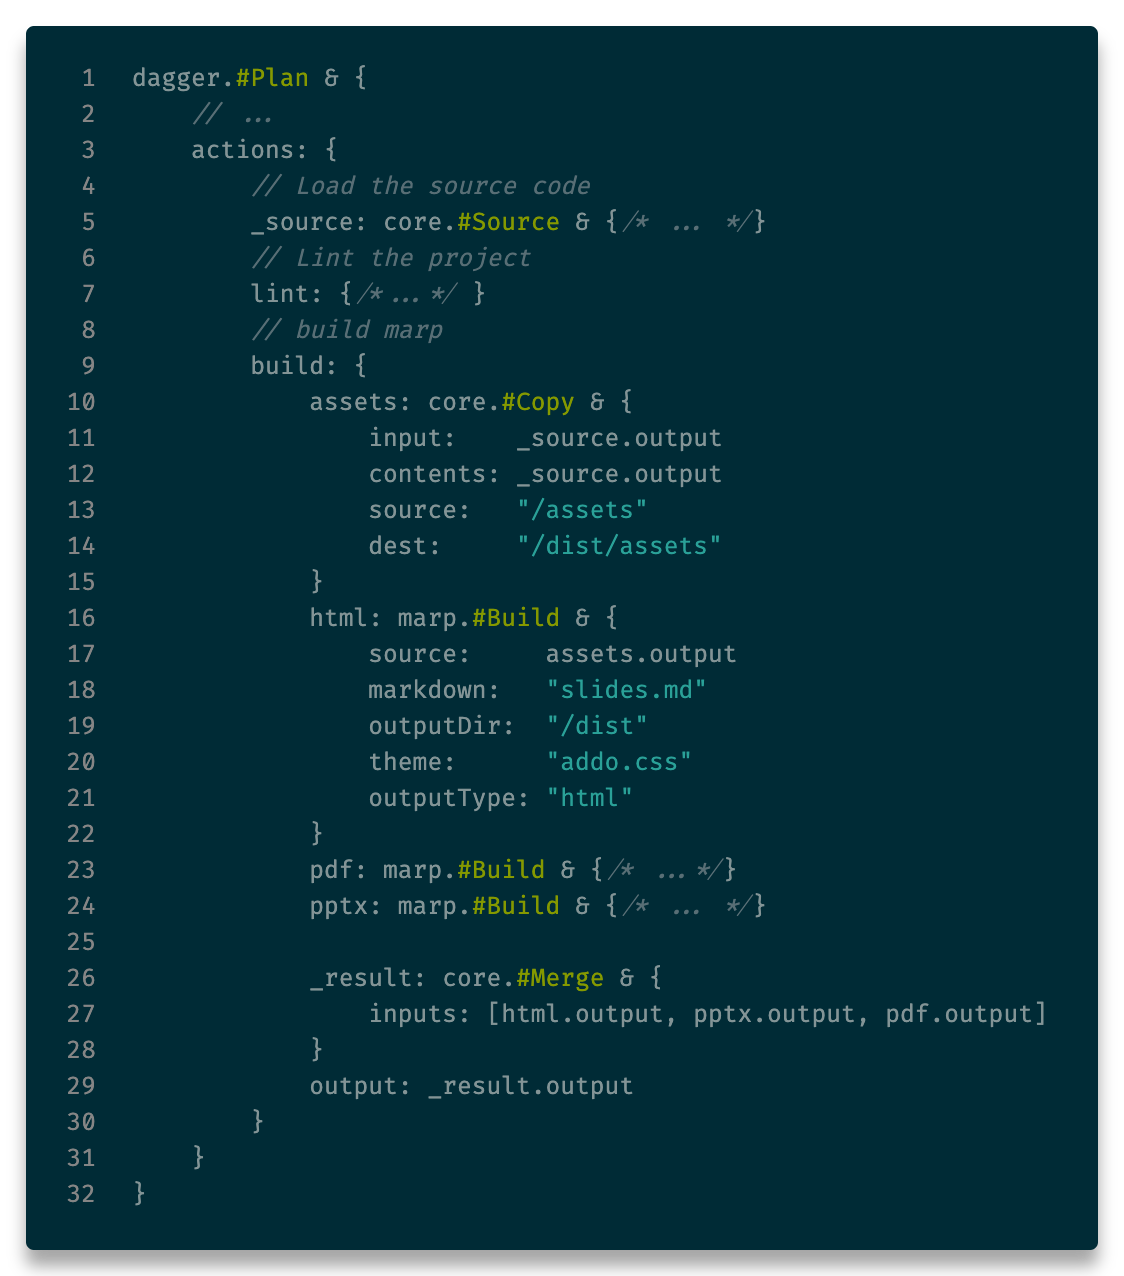 1 dagger.#Plan & {
2     // ...
3     actions: {
4         // Load the source code
5         _source: core.#Source & {/* ... */}
6         // Lint the project
7         lint: {/*...*/ }
8         // build marp
9         build: {
10             assets: core.#Copy & {
11                 input:    _source.output
12                 contents: _source.output
13                 source:   "/assets"
14                 dest:     "/dist/assets"
15             }
16             html: marp.#Build & {
17                 source:     assets.output
18                 markdown:   "slides.md"
19                 outputDir:  "/dist"
20                 theme:      "addo.css"
21                 outputType: "html"
22             }
23             pdf: marp.#Build & {/* ...*/}
24             pptx: marp.#Build & {/* ... */}
25
26             _result: core.#Merge & {
27                 inputs: [html.output, pptx.output, pdf.output]
28             }
29             output: _result.output
30         }
31     }
32 }